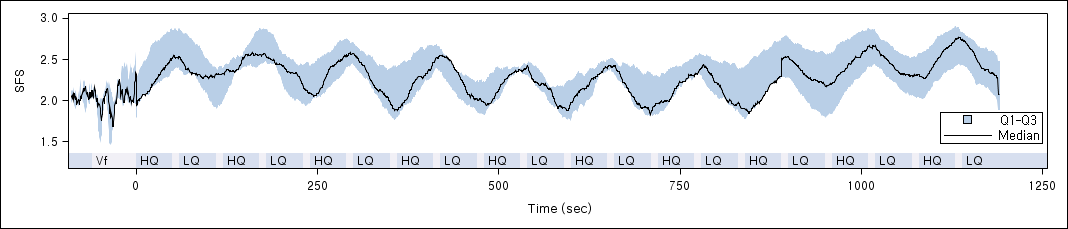 3.0
2.5
2.0
1.5
SFS
Q1-Q3
Median
Vf HQ LQ HQ LQ HQ LQ HQ LQ HQ LQ HQ LQ HQ LQ HQ LQ HQ LQ HQ LQ
0 250 500 750 1000 1250
Time (sec)